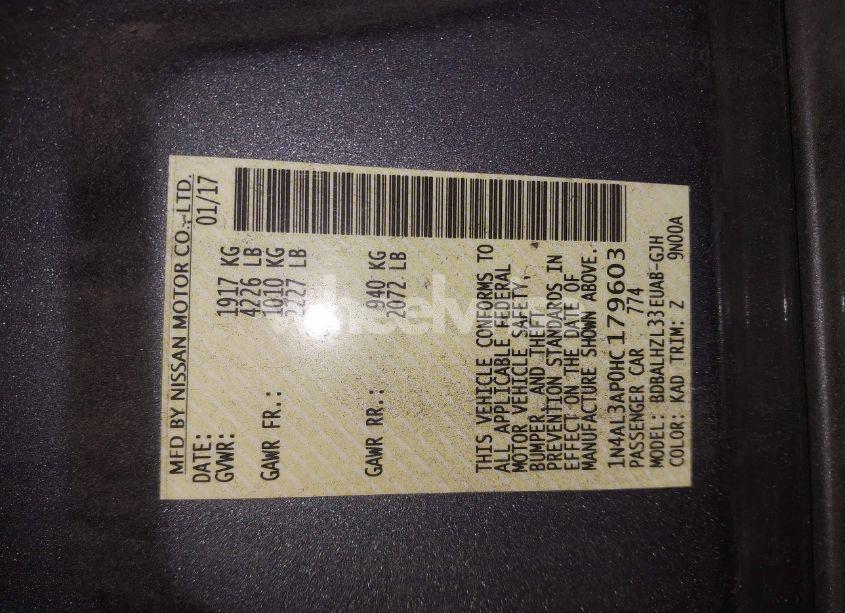 MFD BY NISSAN MOTOR CO., LTD.
DATE: 01/17
GVWR: 1917 KG
4226 LB
GAWR FR.: 1010 KG
2227 LB
GAWR RR.: 940 KG
2072 LB
THIS VEHICLE CONFORMS TO
ALL APPLICABLE FEDERAL
MOTOR VEHICLE SAFETY,
BUMPER, AND THEFT
PREVENTION STANDARDS IN
EFFECT ON THE DATE OF
MANUFACTURE SHOWN ABOVE.
1N4AL3AP0HC179603
PASSENGER CAR 774
MODEL: BDBALHZL33EUAB-GJH
COLOR: KAD TRIM: Z 9N00A